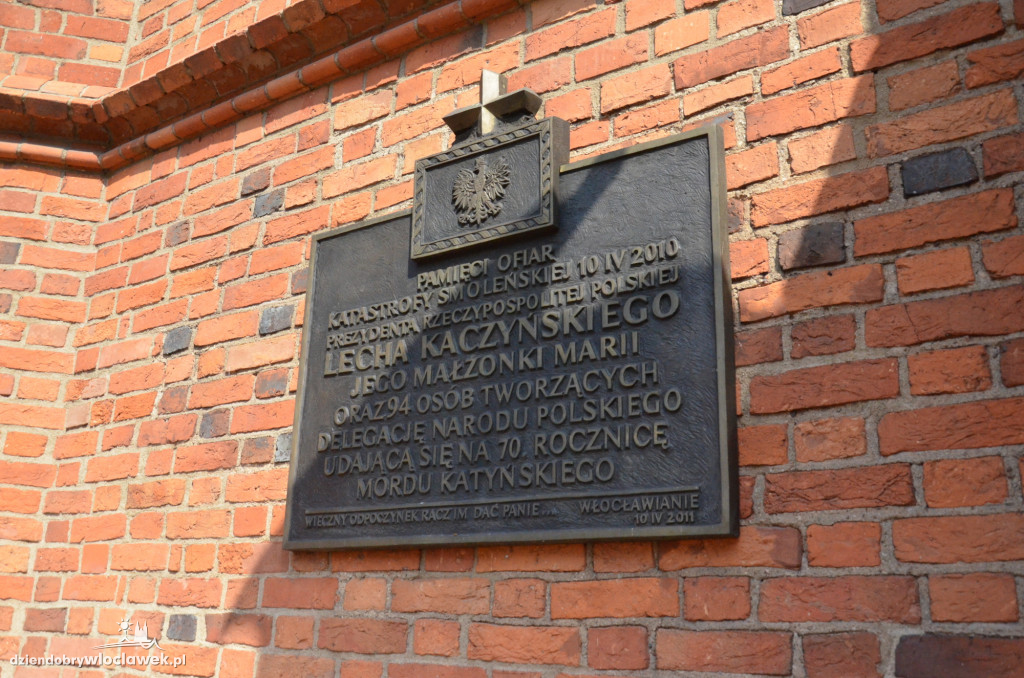 PAMIĘCI OFIAR
KATASTROFY SMOLEŃSKIEJ 10 IV 2010
PREZYDENTA RZECZYPOSPOLITEJ POLSKIEJ
LECHA KACZYŃSKIEGO
JEGO MAŁŻONKI MARII
ORAZ 94 OSÓB TWORZĄCYCH
DELEGACJĘ NARODU POLSKIEGO
UDAJĄCĄ SIĘ NA 70. ROCZNICĘ
MORDU KATYŃSKIEGO
WIECZNY ODPOCZYNEK RACZ IM DAĆ PANIE... WŁOCŁAWIANIE
10 IV 2011
dziendobrywloclawek.pl